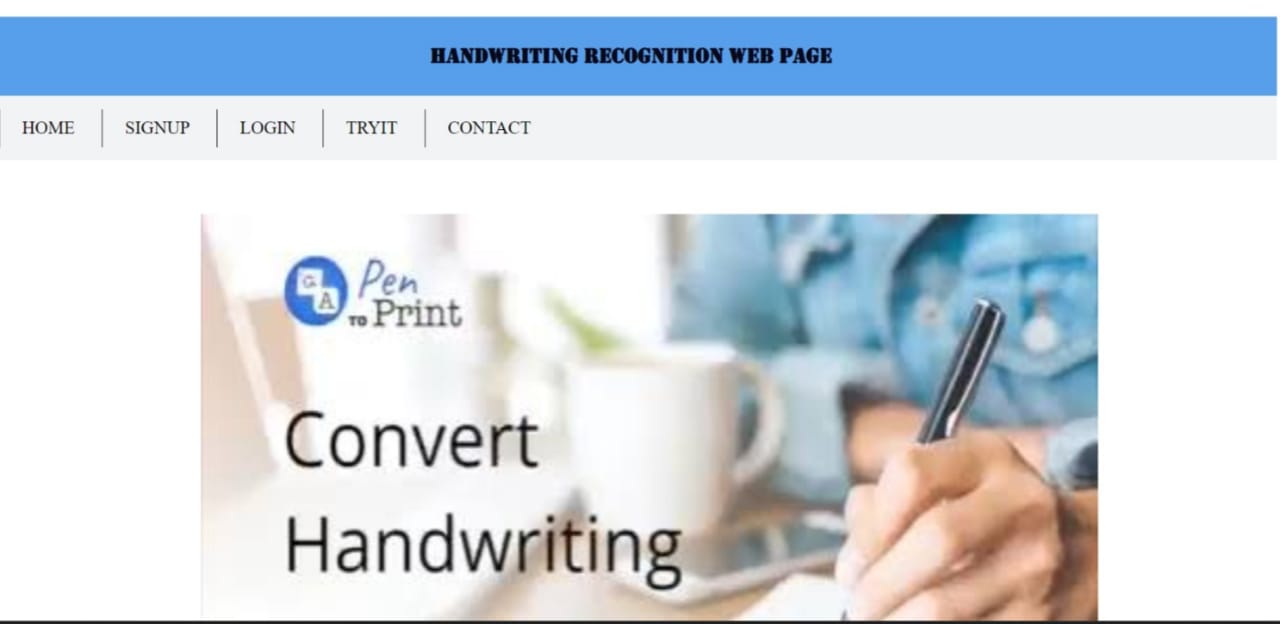 HANDWRITING RECOGNITION WEB PAGE
HOME SIGNUP LOGIN TRYIT CONTACT
G A
Pen
TO Print
Convert
Handwriting